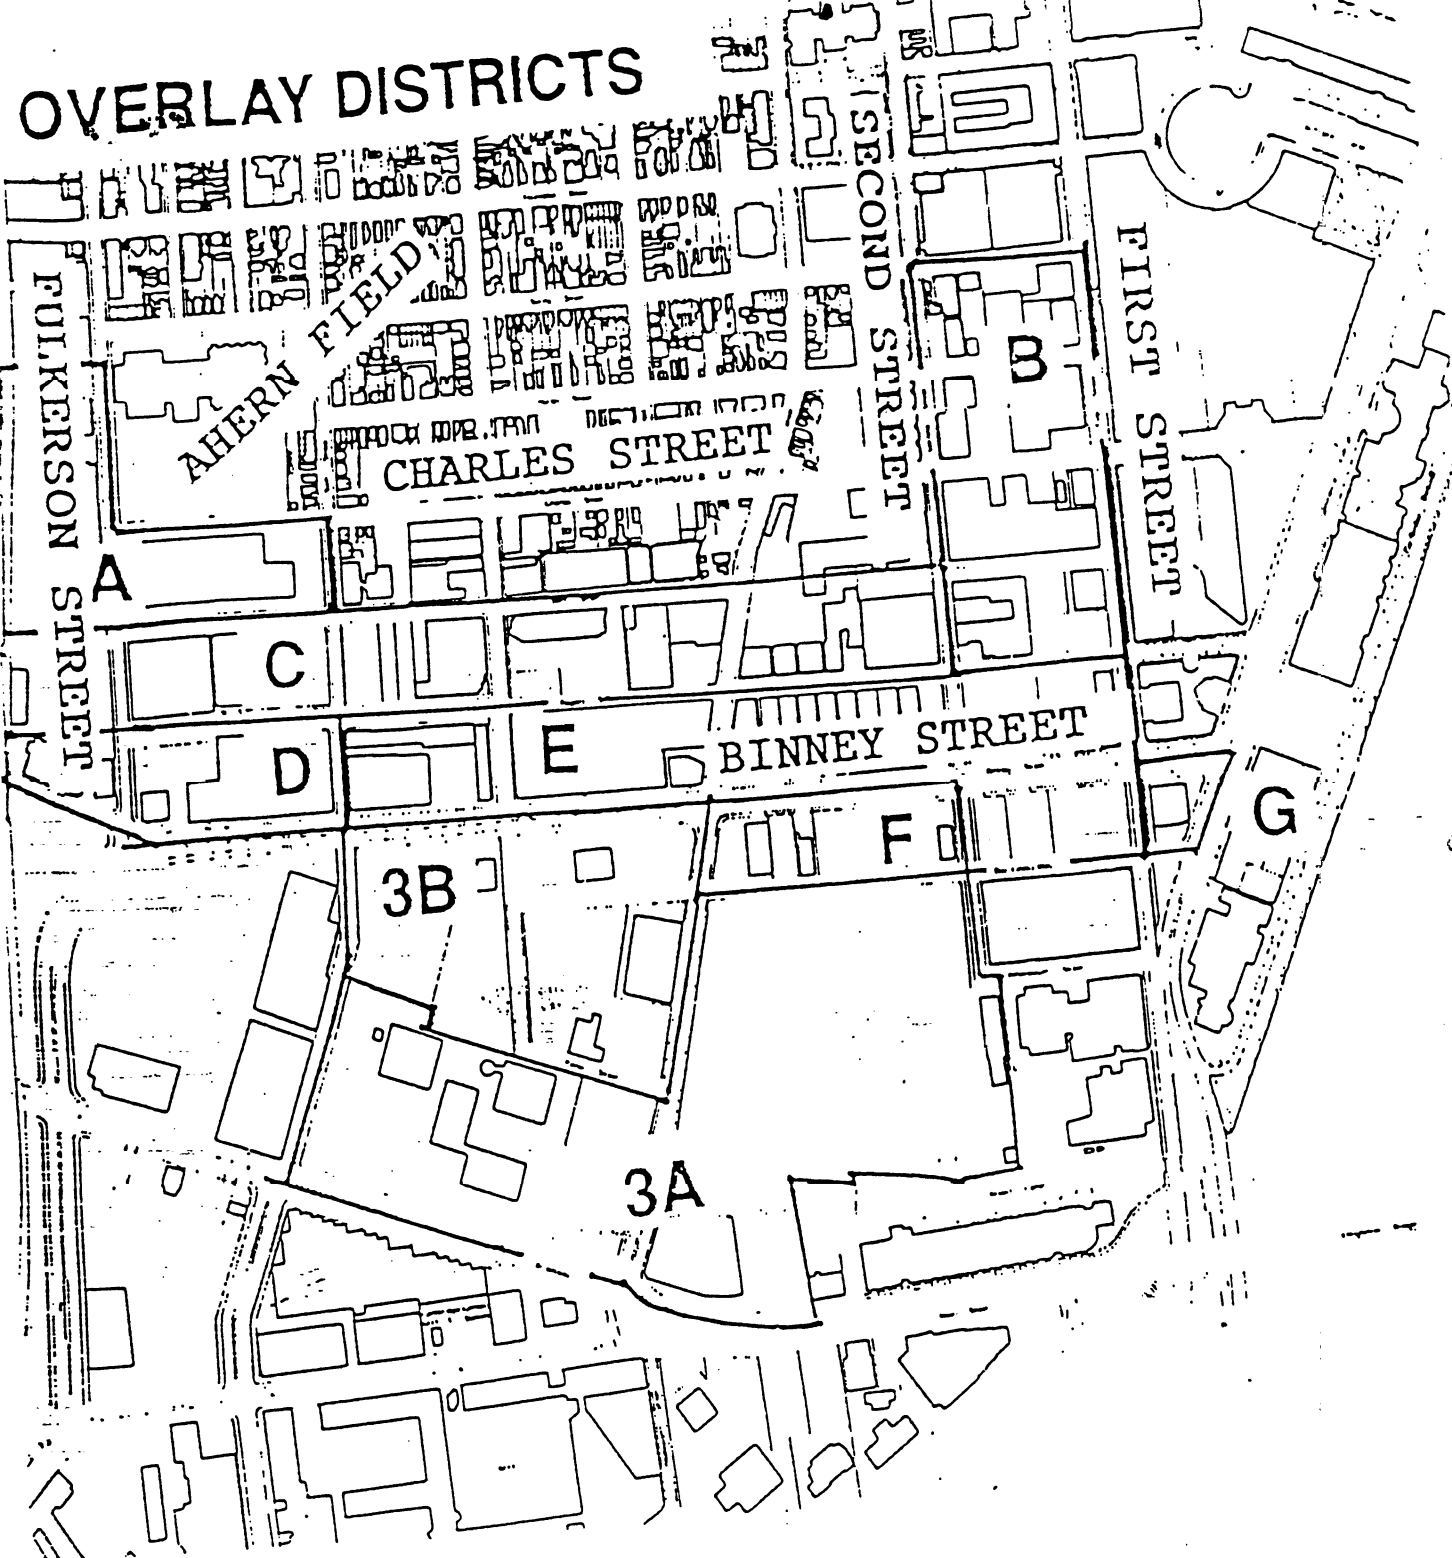 OVERLAY DISTRICTS
SECOND STREET
FIRST STREET
FULKERSON STREET
AHERN FIELD
B
CHARLES STREET
A
C
BINNEY STREET
D
E
F
G
3B
3A